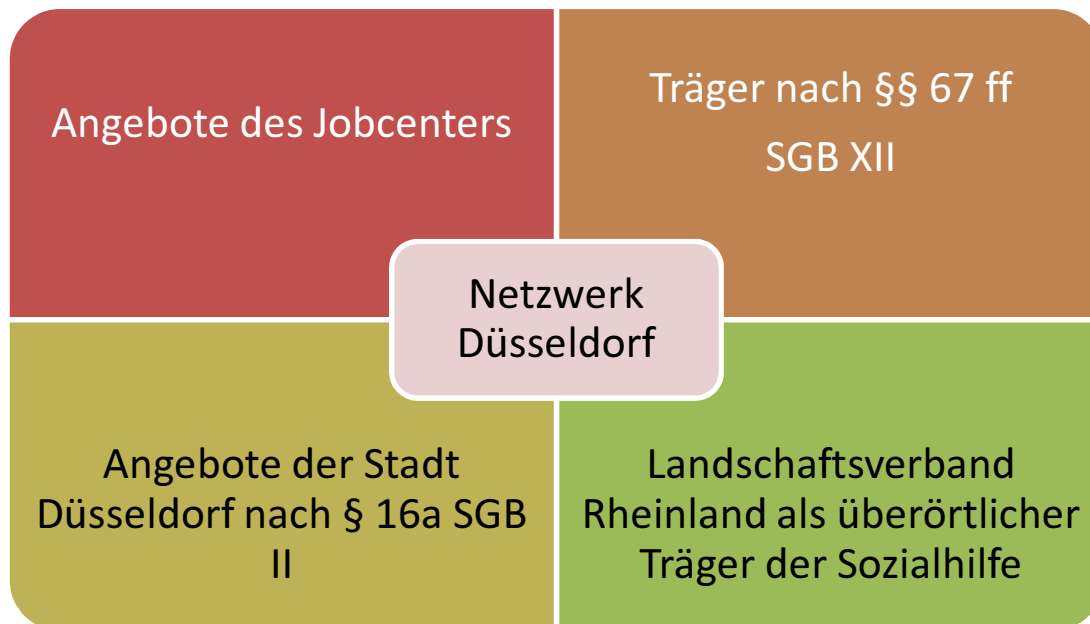 Angebote des Jobcenters
Träger nach §§ 67 ff
SGB XII
Netzwerk
Düsseldorf
Angebote der Stadt
Düsseldorf nach § 16a SGB
II
Landschaftsverband
Rheinland als überörtlicher
Träger der Sozialhilfe